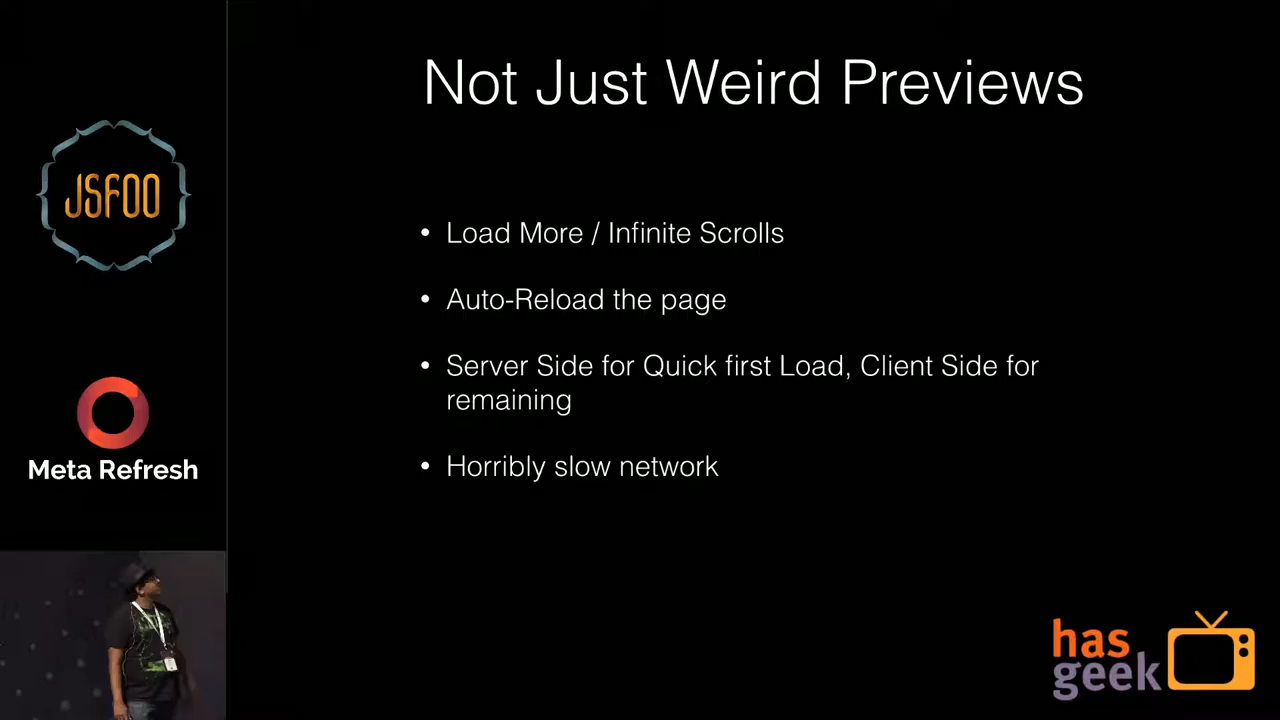 Not Just Weird Previews
JSFOO
Meta Refresh
• Load More / Infinite Scrolls
• Auto-Reload the page
• Server Side for Quick first Load, Client Side for
remaining
• Horribly slow network
has
geek